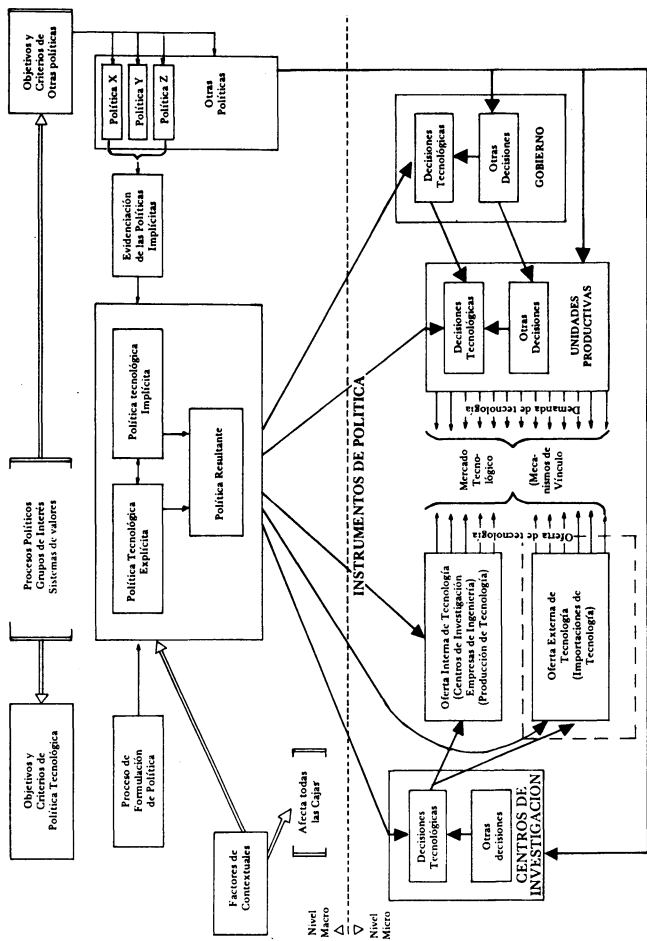 Objetivos y
Criterios de
Política Tecnológica
Procesos Políticos
Grupos de Interés
Sistemas de valores
Objetivos y
Criterios de
Otras políticas
Proceso de
Formulación
de Política
Política Tecnológica
Explícita
Política tecnológica
Implícita
Política Resultante
Evidenciación
de las Políticas
Implícitas
Política X
Política Y
Política Z
Otras
Políticas
Factores de
Contextuales
Afecta todas
las Cajar
Nivel
Macro
Nivel
Micro
INSTRUMENTOS DE POLITICA
Decisiones
Tecnológicas
Otras
decisiones
CENTROS DE
INVESTIGACION
Oferta Interna de Tecnología
(Centros de Investigación
Empresas de Ingeniería)
(Producción de Tecnología)
Oferta Externa de
Tecnología
(Importaciones de
Tecnología)
Oferta de tecnología
Mercado
Tecno-
lógico
(Meca-
nismos de
Vínculo
Demanda de tecnología
Decisiones
Tecnológicas
Otras
Decisiones
UNIDADES
PRODUCTIVAS
Decisiones
Tecnológicas
Otras
Decisiones
GOBIERNO